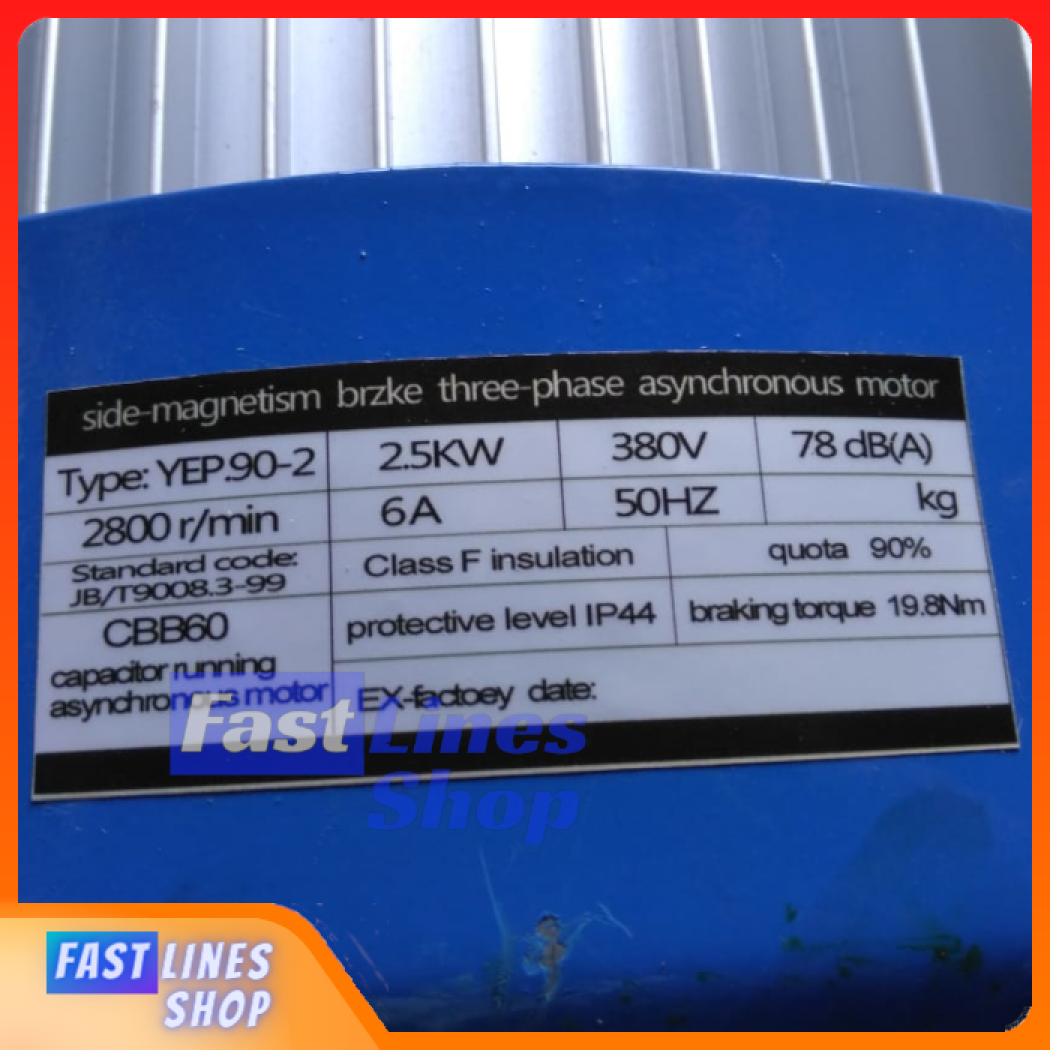 side-magnetism brzke three-phase asynchronous motor
Type: YEP.90-2
2.5KW
380V
78 dB(A)
2800 r/min
6A
50HZ
kg
Standard code:
JB/T9008.3-99
Class F insulation
quota 90%
CBB60
capacitor running
asynchronous motor
protective level IP44
braking torque 19.8Nm
EX-factoey date:
Fast Lines
Shop
FAST LINES
SHOP